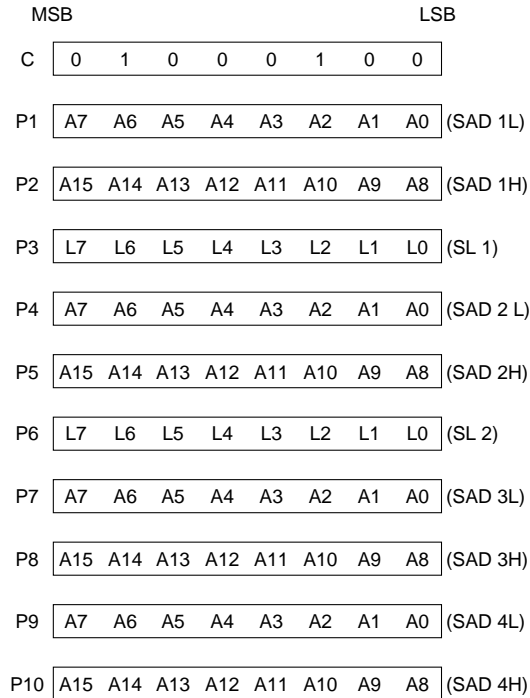 MSB LSB
C 0 1 0 0 0 1 0 0
P1 A7 A6 A5 A4 A3 A2 A1 A0 (SAD 1L)
P2 A15 A14 A13 A12 A11 A10 A9 A8 (SAD 1H)
P3 L7 L6 L5 L4 L3 L2 L1 L0 (SL 1)
P4 A7 A6 A5 A4 A3 A2 A1 A0 (SAD 2 L)
P5 A15 A14 A13 A12 A11 A10 A9 A8 (SAD 2H)
P6 L7 L6 L5 L4 L3 L2 L1 L0 (SL 2)
P7 A7 A6 A5 A4 A3 A2 A1 A0 (SAD 3L)
P8 A15 A14 A13 A12 A11 A10 A9 A8 (SAD 3H)
P9 A7 A6 A5 A4 A3 A2 A1 A0 (SAD 4L)
P10 A15 A14 A13 A12 A11 A10 A9 A8 (SAD 4H)